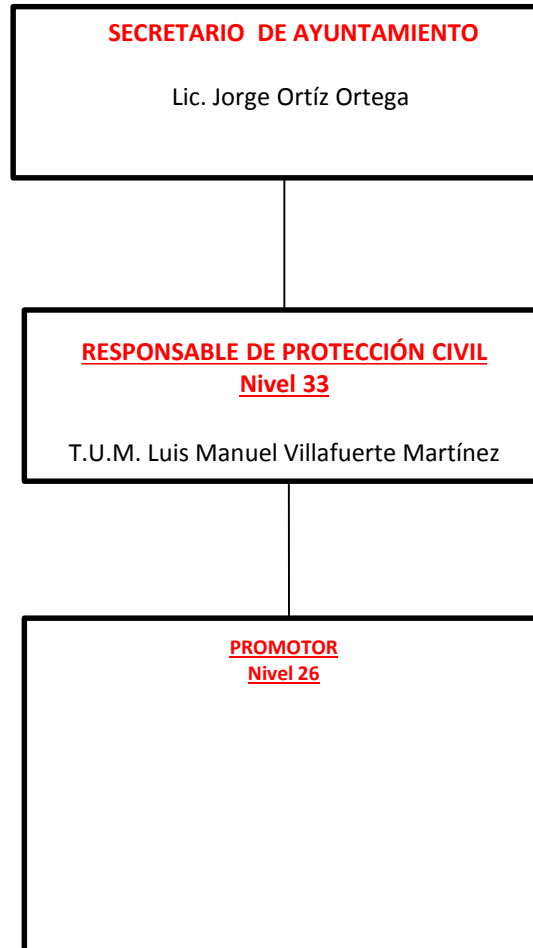 SECRETARIO DE AYUNTAMIENTO
Lic. Jorge Ortíz Ortega
RESPONSABLE DE PROTECCIÓN CIVIL
Nivel 33
T.U.M. Luis Manuel Villafuerte Martínez
PROMOTOR
Nivel 26